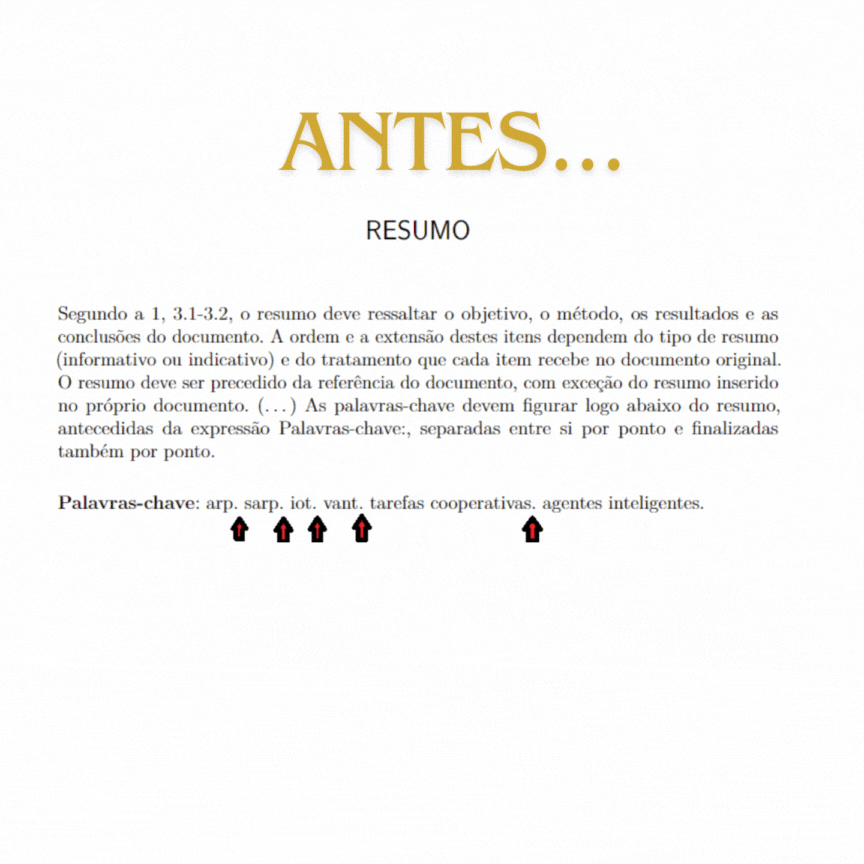 ANTES...
RESUMO
Segundo a 1, 3.1-3.2, o resumo deve ressaltar o objetivo, o método, os resultados e as
conclusões do documento. A ordem e a extensão destes itens dependem do tipo de resumo
(informativo ou indicativo) e do tratamento que cada item recebe no documento original.
O resumo deve ser precedido da referência do documento, com exceção do resumo inserido
no próprio documento. (...) As palavras-chave devem figurar logo abaixo do resumo,
antecedidas da expressão Palavras-chave:, separadas entre si por ponto e finalizadas
também por ponto.
Palavras-chave: arp. sarp. iot. vant. tarefas cooperativas. agentes inteligentes.